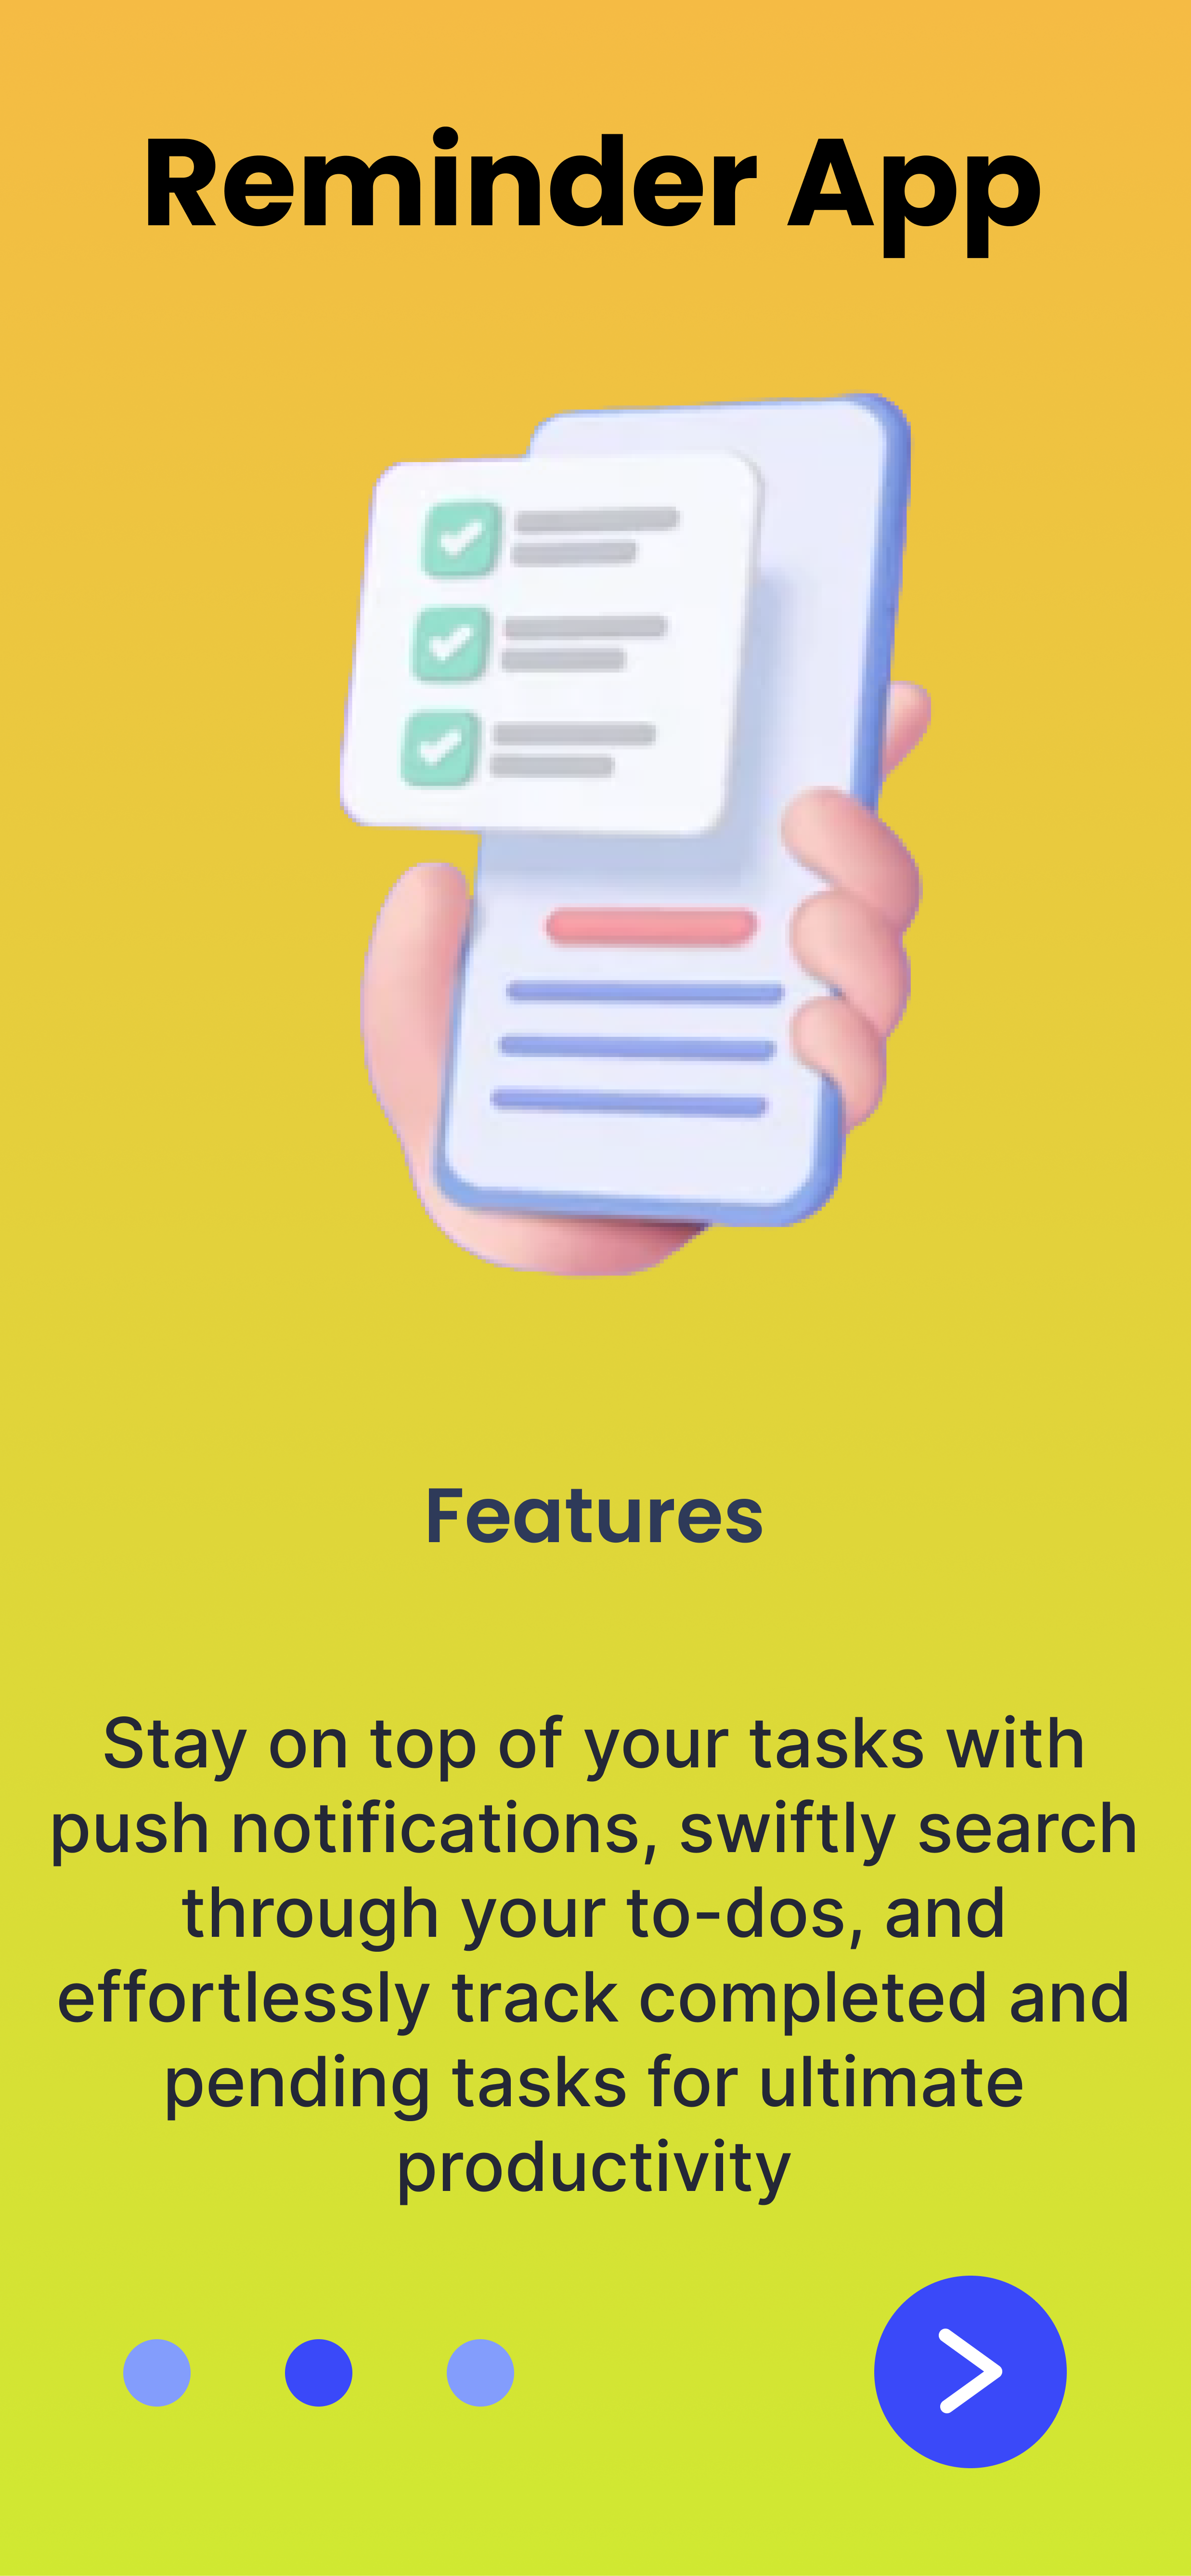 Reminder App
Features
Stay on top of your tasks with
push notifications, swiftly search
through your to-dos, and
effortlessly track completed and
pending tasks for ultimate
productivity